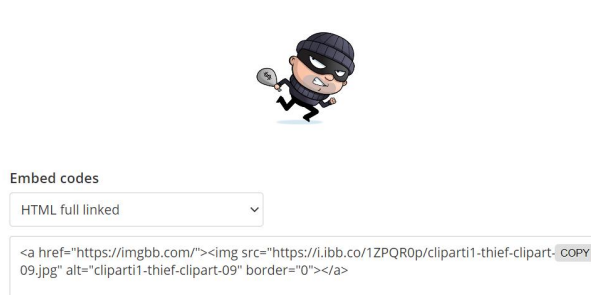 $
Embed codes
HTML full linked
<a href="https://imgbb.com/"><img src="https://i.ibb.co/1ZPQR0p/cliparti1-thief-clipart-
COPY
09.jpg" alt="cliparti1-thief-clipart-09" border="0"></a>